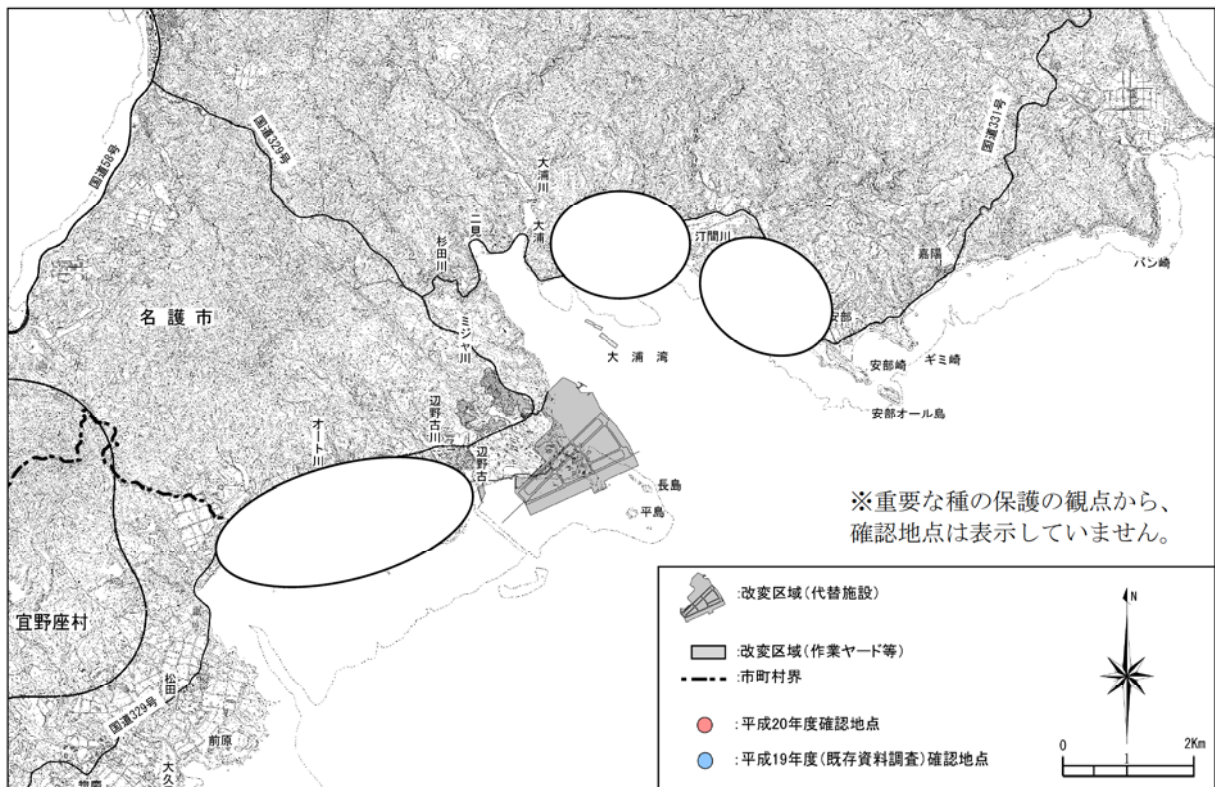 国道58号
国道329号
国道331号
大浦川
大浦
二見
杉田川
汀間川
嘉陽
バン崎
名護市
ミジャ川
大浦湾
安部
安部崎
ギミ崎
安部オール島
辺野古川
オート川
辺野古
長島
平島
※重要な種の保護の観点から、
確認地点は表示していません。
宜野座村
松田
国道329号
前原
大久
:改変区域(代替施設)
:改変区域(作業ヤード等)
:市町村界
:平成20年度確認地点
:平成19年度(既存資料調査)確認地点
N
0 1 2Km